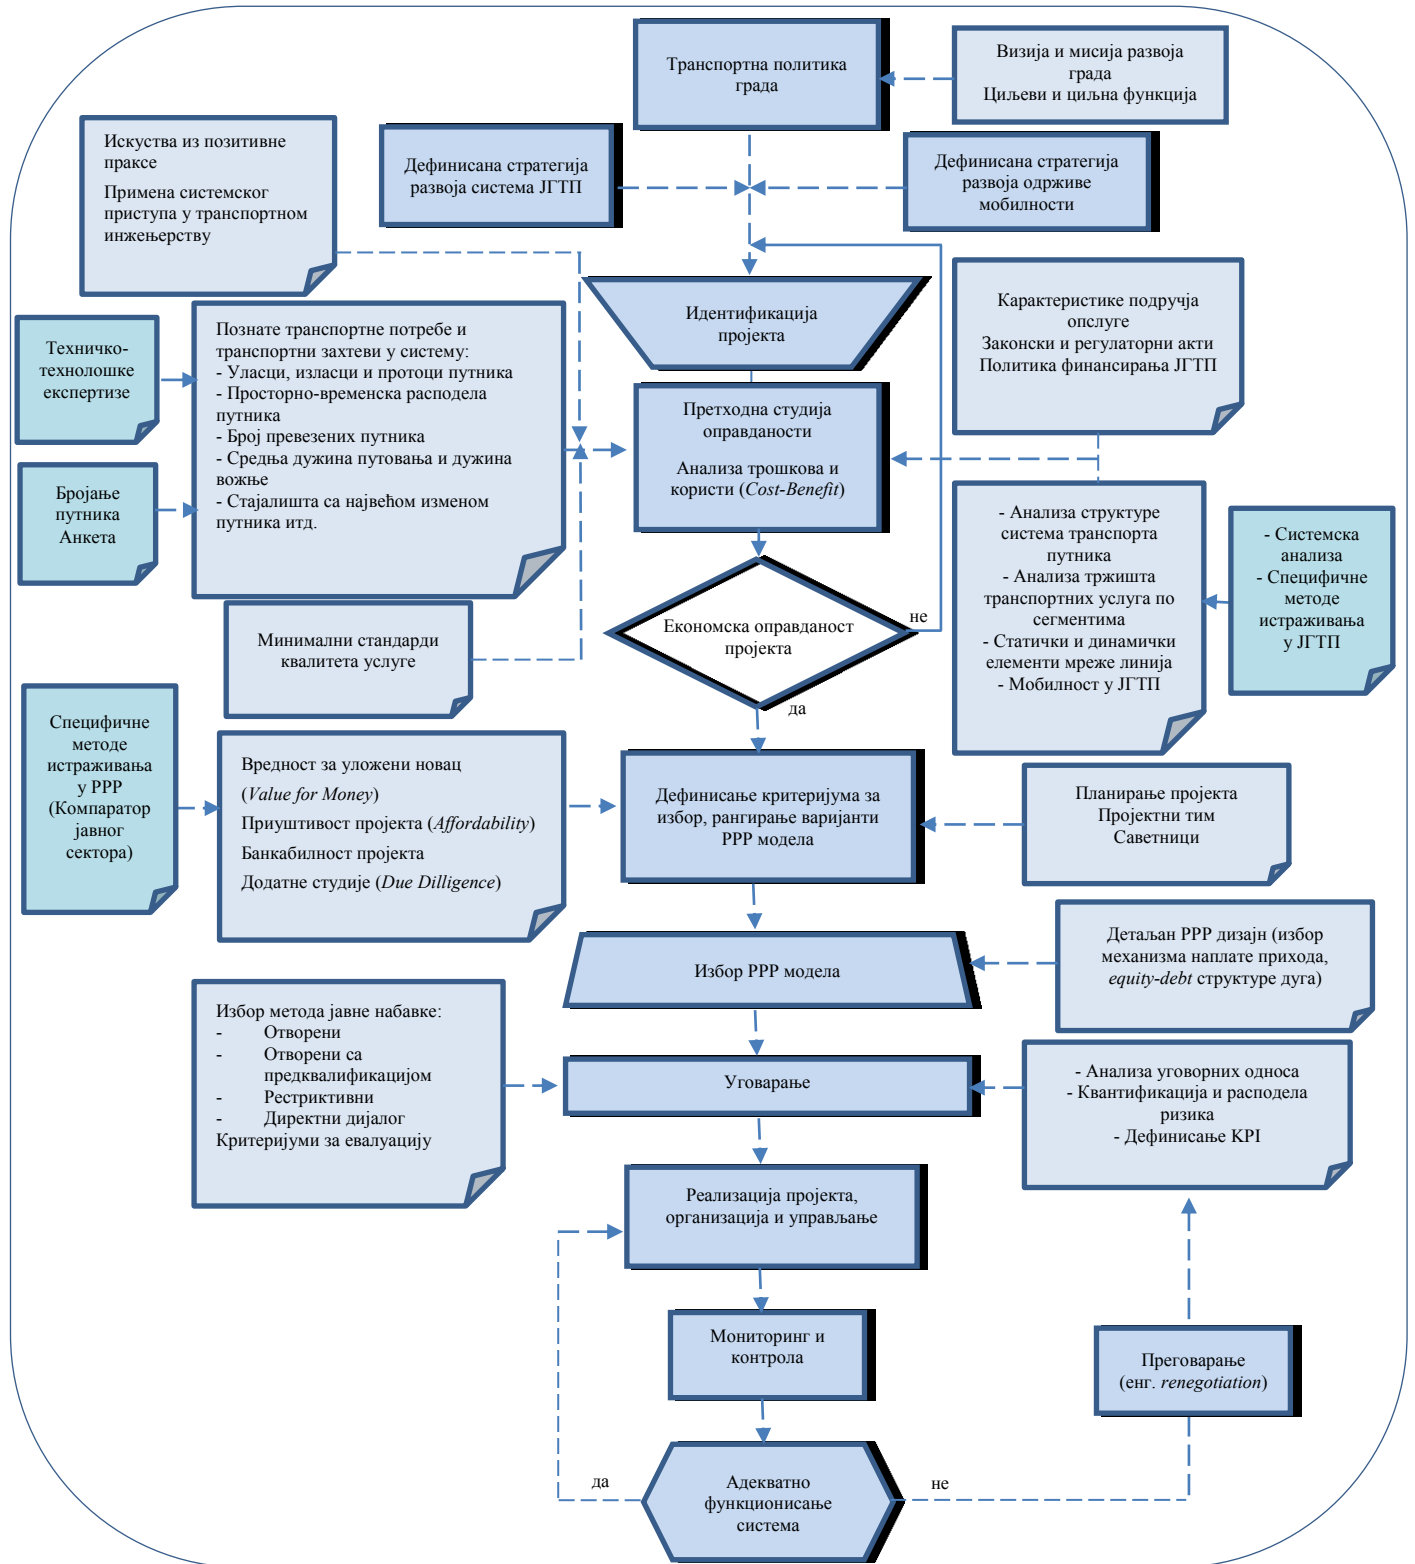 Транспортна политика
града
Визија и мисија развоја
града
Циљеви и циљна функција
Искуства из позитивне
праксе
Примена системског
приступа у транспортном
инжењерству
Дефинисана стратегија
развоја система ЈГТП
Дефинисана стратегија
развоја одрживе
мобилности
Идентификација
пројекта
Карактеристике подручја
опслуге
Законски и регулаторни акти
Политика финансирања ЈГТП
Техничко-
технолошке
експертизе
Познате транспортне потребе и
транспортни захтеви у систему:
- Уласци, изласци и протоци путника
- Просторно-временска расподела
путника
- Број превезених путника
- Средња дужина путовања и дужина
вожње
- Стајалишта са највећом изменом
путника итд.
Претходна студија
оправданости
Анализа трошкова и
користи (Cost-Benefit)
Бројање
путника
Анкета
- Анализа структуре
система транспорта
путника
- Анализа тржишта
транспортних услуга по
сегментима
- Статички и динамички
елементи мреже линија
- Мобилност у ЈГТП
- Системска
анализа
- Специфичне
методе
истраживања
у ЈГТП
Економска оправданост
пројекта
не
да
Минимални стандарди
квалитета услуге
Специфичне
методе
истраживања
у PPP
(Компаратор
јавног
сектора)
Вредност за уложени новац
(Value for Money)
Приуштивост пројекта (Affordability)
Банкабилност пројекта
Додатне студије (Due Dilligence)
Дефинисање критеријума за
избор, рангирање варијанти
PPP модела
Планирање пројекта
Пројектни тим
Саветници
Избор PPP модела
Детаљан PPP дизајн (избор
механизма наплате прихода,
equity-debt структуре дуга)
Избор метода јавне набавке:
- Отворени
- Отворени са
предквалификацијом
- Рестриктивни
- Директни дијалог
Критеријуми за евалуацију
Уговарање
- Анализа уговорних односа
- Квантификација и расподела
ризика
- Дефинисање KPI
Реализација пројекта,
организација и управљање
Мониторинг и
контрола
Преговарање
(енг. renegotiation)
Адекватно
функционисање
система
да
не